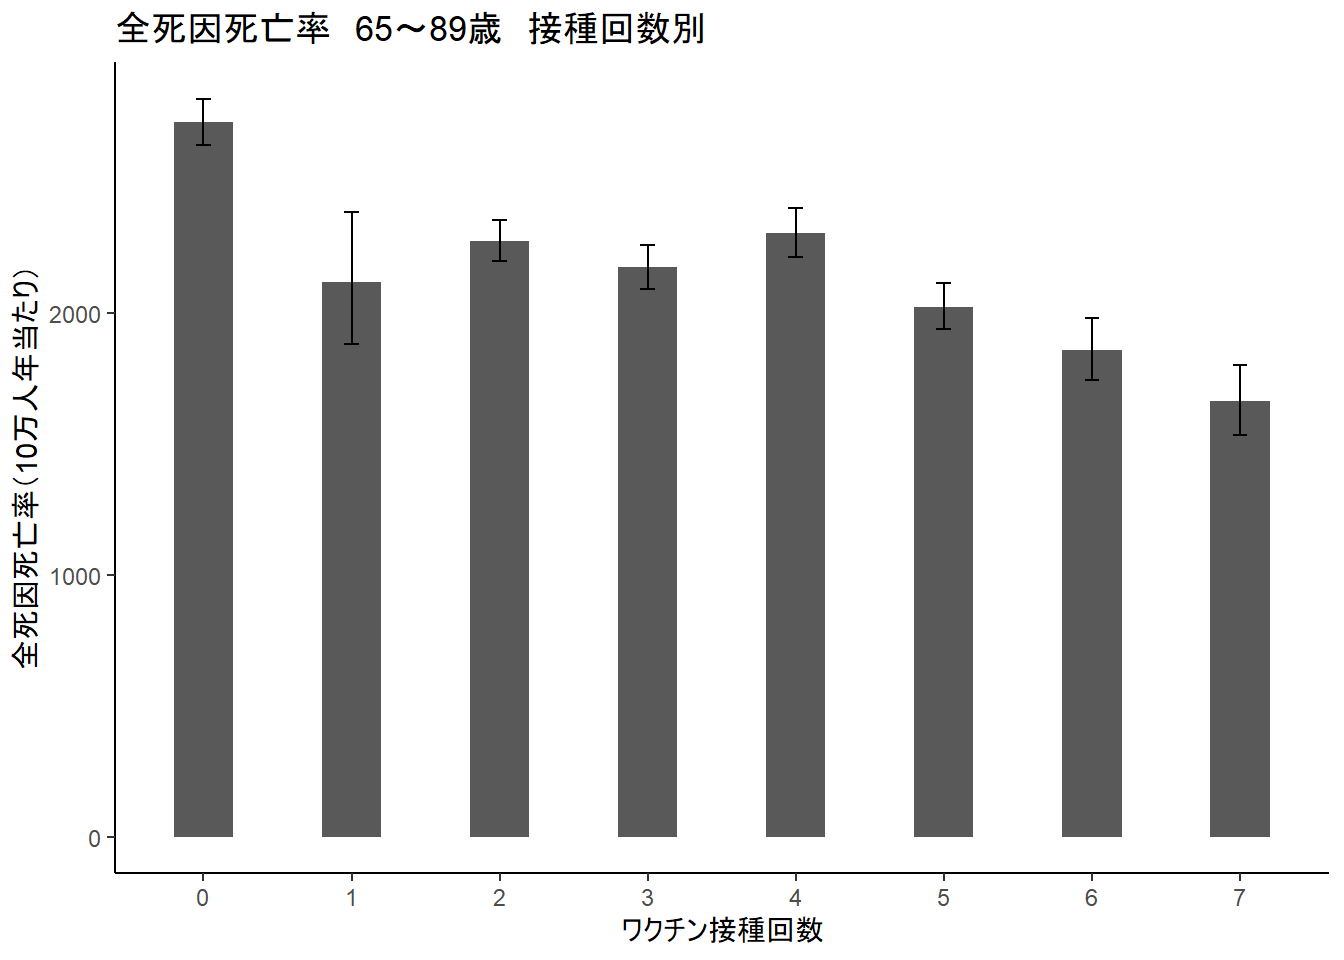 全死因死亡率　65～89歳　接種回数別
全死因死亡率（10万人年当たり）
2000
1000
0
0 1 2 3 4 5 6 7
ワクチン接種回数